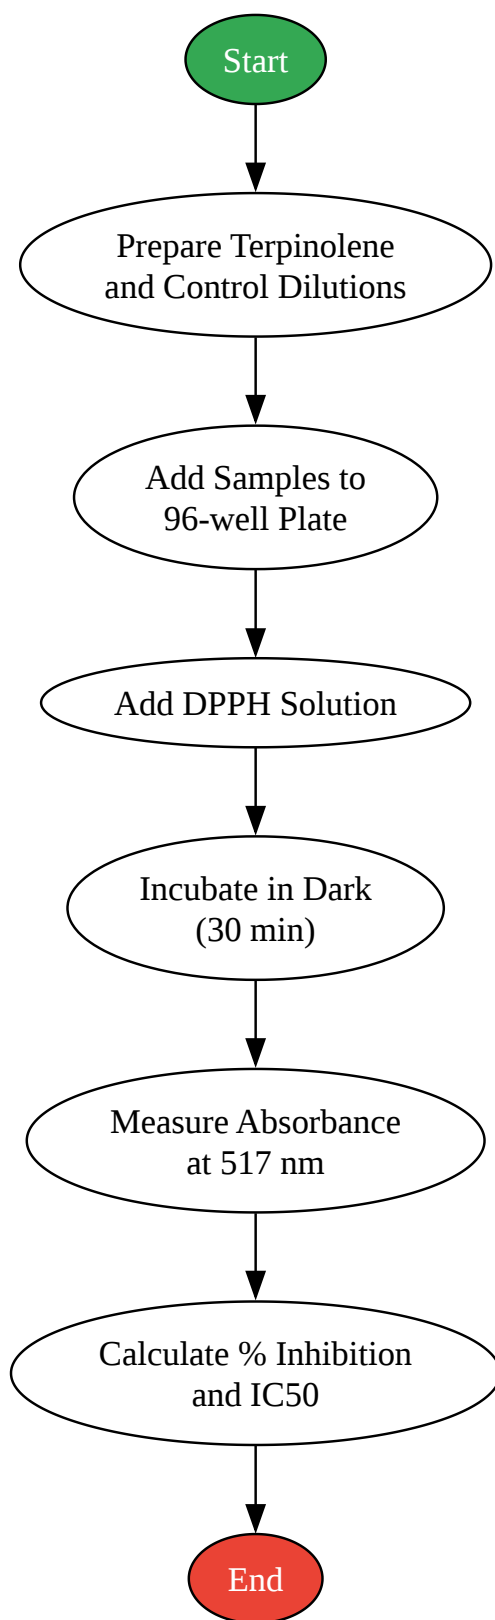 Start
Prepare Terpinolene
and Control Dilutions
Add Samples to
96-well Plate
Add DPPH Solution
Incubate in Dark
(30 min)
Measure Absorbance
at 517 nm
Calculate % Inhibition
and IC50
End